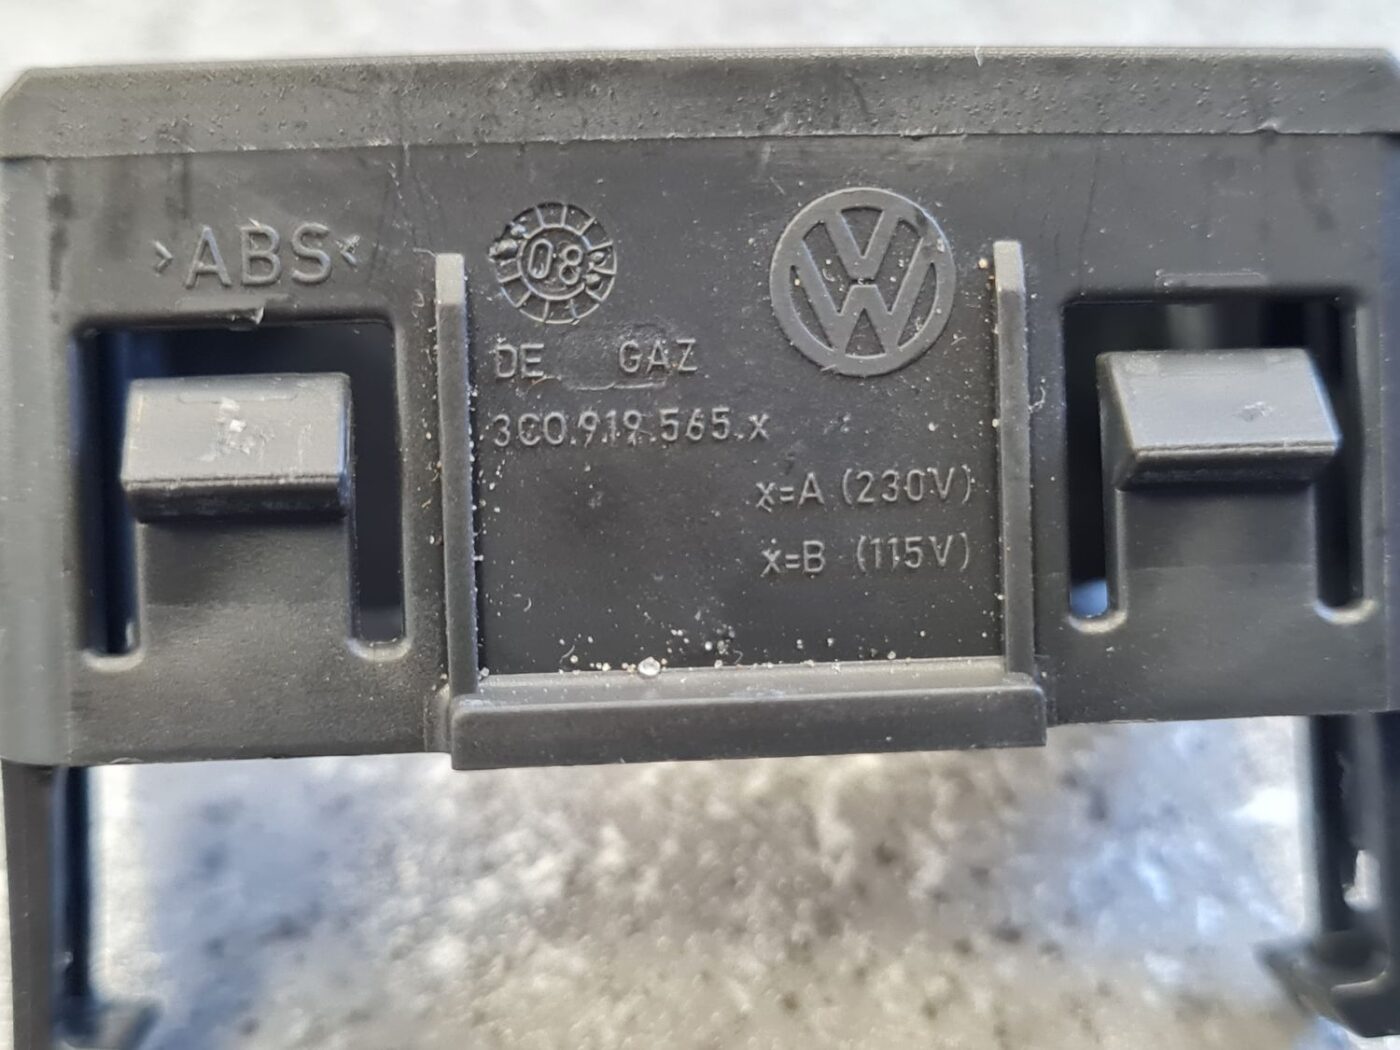 >ABS<
08
DE GAZ
3C0.919.565.x
x=A (230V)
x=B (115V)